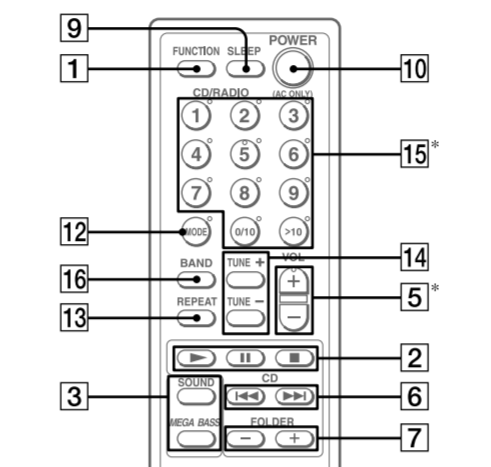 9
FUNCTION SLEEP POWER
1
10
CD/RADIO (AC ONLY)
1 2 3
4 5 6
15*
7 8 9
12
MODE 0/10 >10
14
BAND TUNE + VOL
16
+
5*
REPEAT TUNE −
13
−
2
3
SOUND CD
6
MEGA BASS FOLDER
− +
7